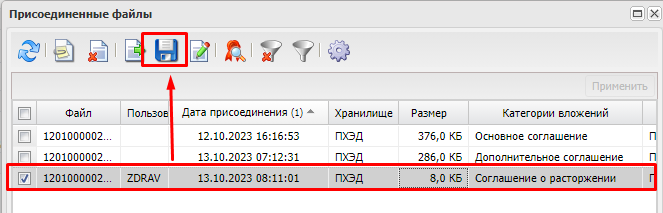 Присоединенные файлы
Применить
Файл Пользов Дата присоединения (1) Хранилище Размер Категории вложений
1201000002... 12.10.2023 16:16:53 ПХЭД 376,0 КБ Основное соглашение П
1201000002... 13.10.2023 07:12:31 ПХЭД 286,0 КБ Дополнительное соглашение П
1201000002... ZDRAV 13.10.2023 08:11:01 ПХЭД 8,0 КБ Соглашение о расторжении П